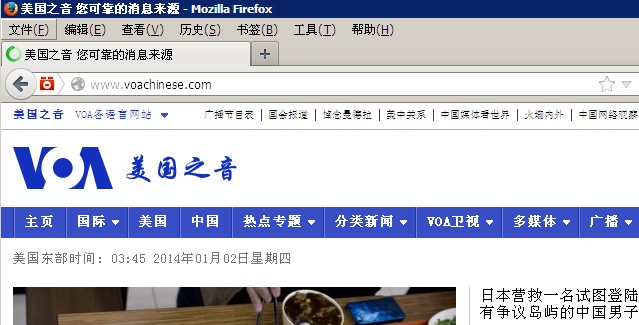 美国之音 您可靠的消息来源 - Mozilla Firefox
文件(F) 编辑(E) 查看(V) 历史(S) 书签(B) 工具(T) 帮助(H)
美国之音 您可靠的消息来源 +
www.voachinese.com
美国之音 VOA各语言网站 广播节目表 | 国会报道 | 悼念曼德拉 | 美中关系 | 中国媒体看世界 | 火墙内外 | 中国网络观察
VOA 美国之音
主页 国际 美国 中国 热点专题 分类新闻 VOA卫视 多媒体 广播
美国东部时间: 03:45 2014年01月02日星期四
日本营救一名试图登陆
有争议岛屿的中国男子